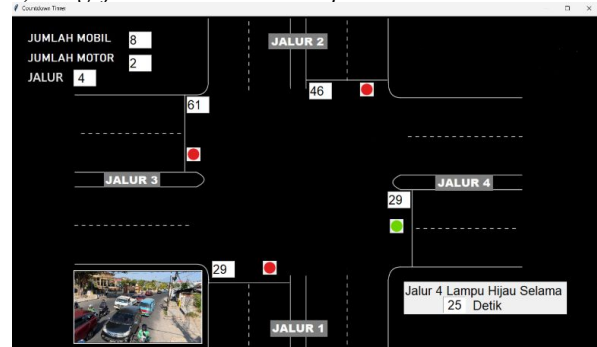 Countdown Timer
JUMLAH MOBIL 8
JUMLAH MOTOR 2
JALUR 4
JALUR 2
46
61
JALUR 3
JALUR 4
29
29
Jalur 4 Lampu Hijau Selama
25 Detik
JALUR 1